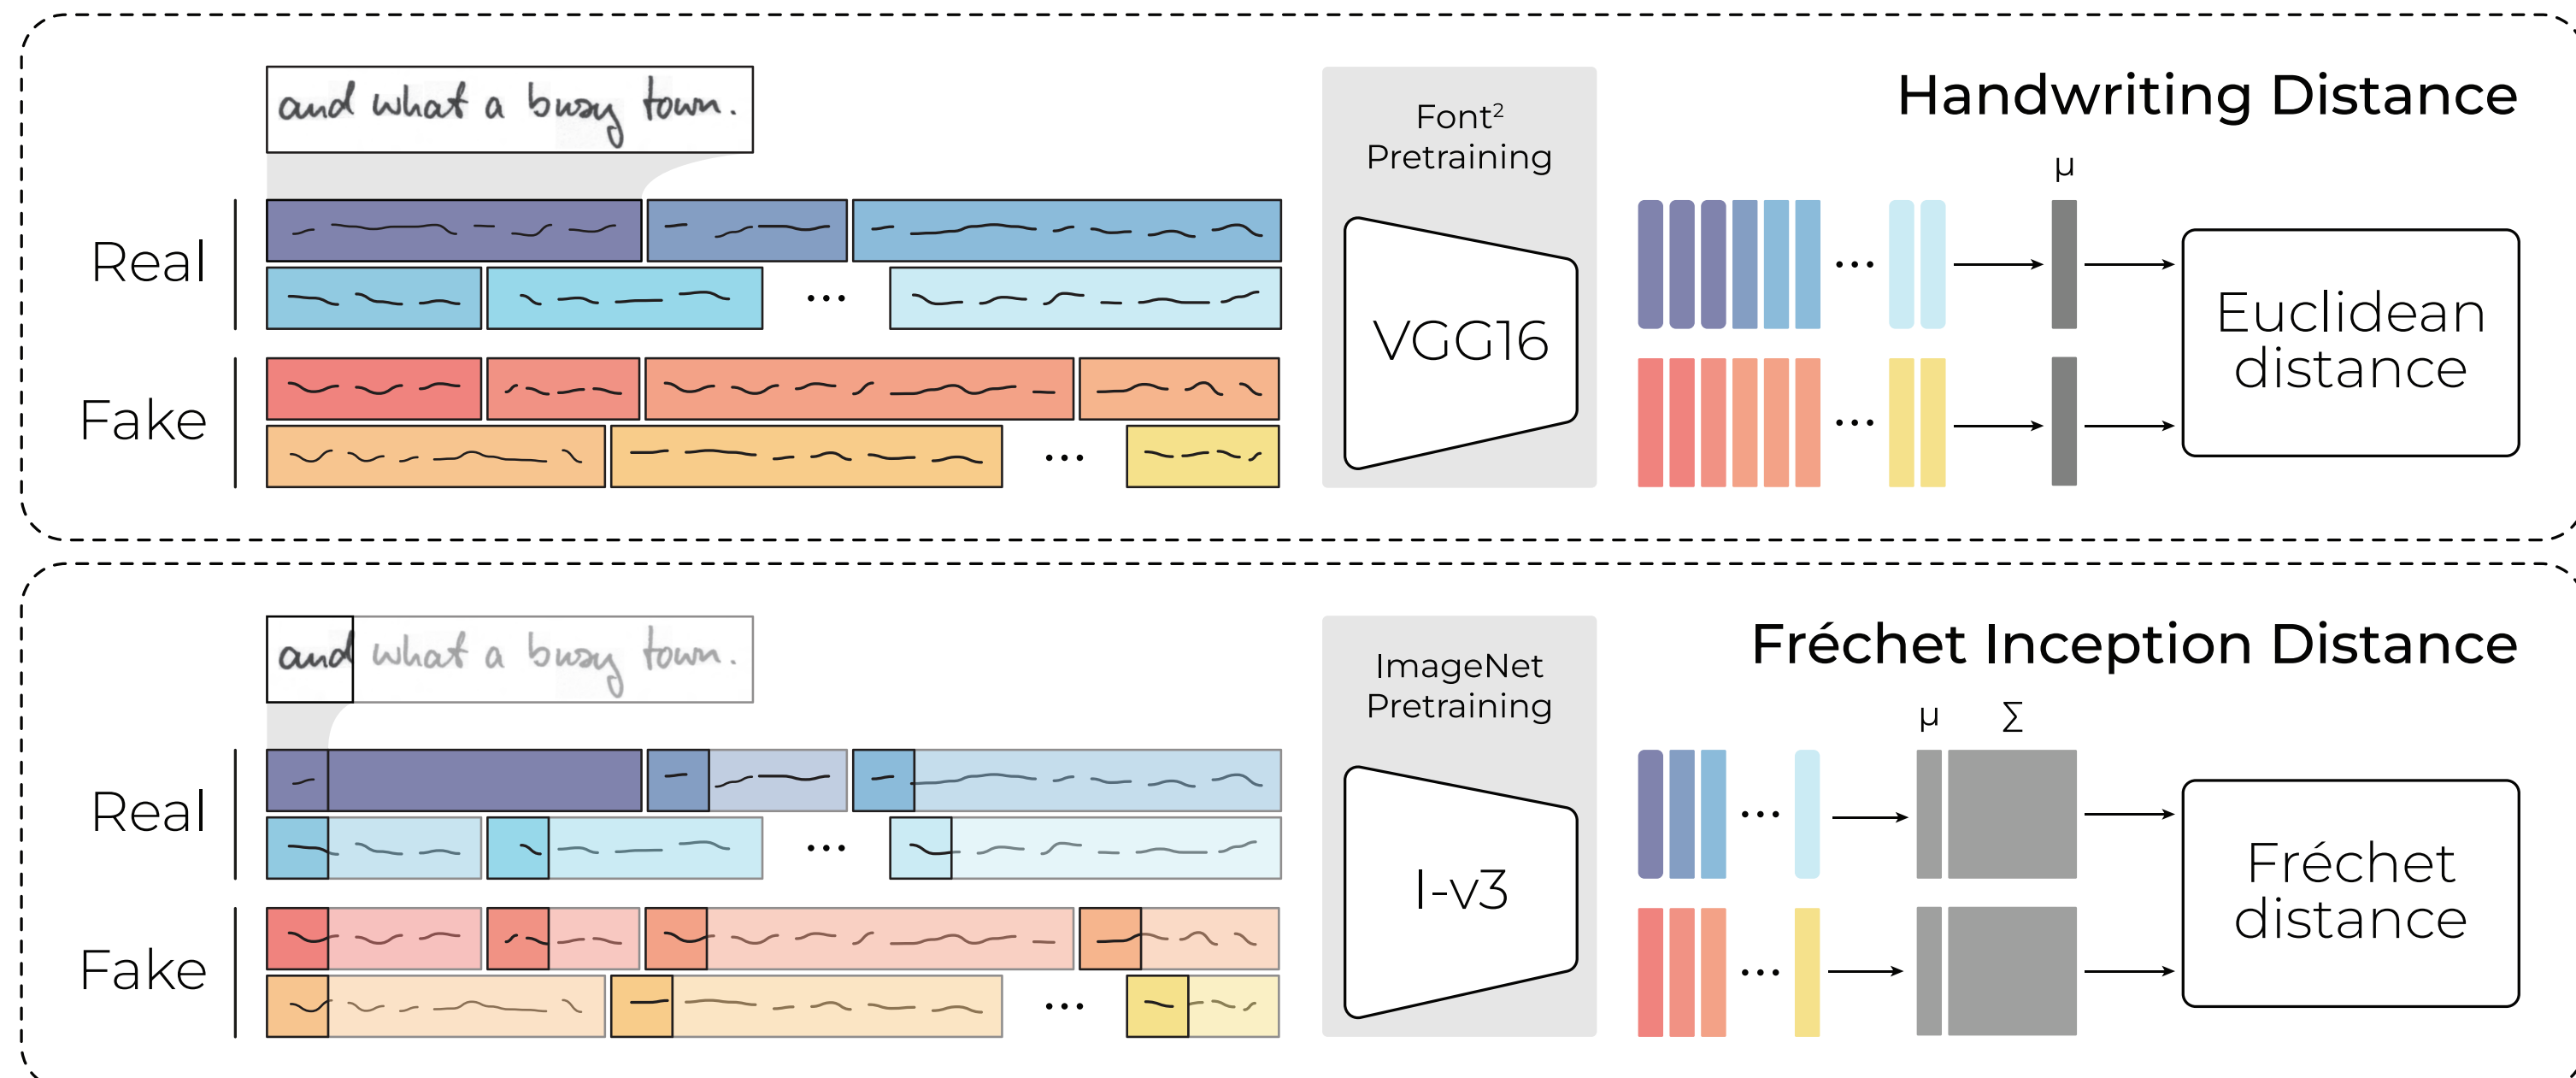 and what a busy town.
Font²
Pretraining
Handwriting Distance
μ
Real
Fake
...
...
VGG16
...
...
Euclidean
distance
and what a busy town.
ImageNet
Pretraining
Fréchet Inception Distance
μ Σ
Real
Fake
...
...
I-v3
...
...
Fréchet
distance